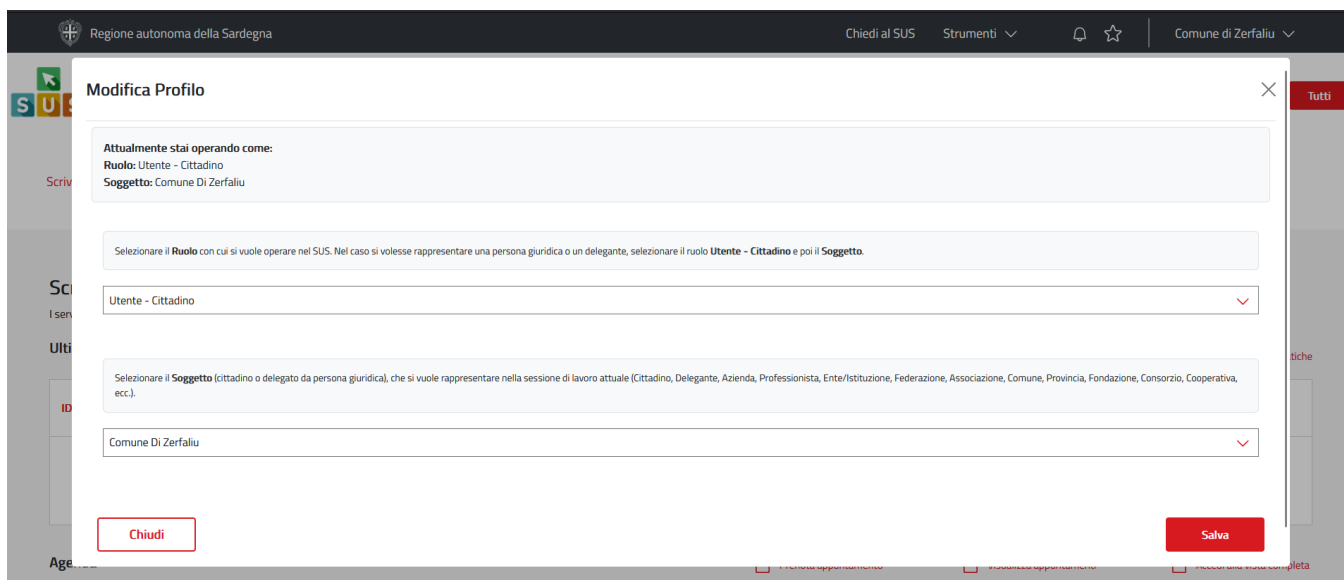 Regione autonoma della Sardegna
Chiedi al SUS
Strumenti
Comune di Zerfaliu
SU
Tutti
Modifica Profilo
Attualmente stai operando come:
Ruolo: Utente - Cittadino
Soggetto: Comune Di Zerfaliu
Scriv
Selezionare il Ruolo con cui si vuole operare nel SUS. Nel caso si volesse rappresentare una persona giuridica o un delegante, selezionare il ruolo Utente - Cittadino e poi il Soggetto.
Utente - Cittadino
I serv
Ulti
tiche
Selezionare il Soggetto (cittadino o delegato da persona giuridica), che si vuole rappresentare nella sessione di lavoro attuale (Cittadino, Delegante, Azienda, Professionista, Ente/Istituzione, Federazione, Associazione, Comune, Provincia, Fondazione, Consorzio, Cooperativa,
ecc.).
ID
Comune Di Zerfaliu
Chiudi
Salva